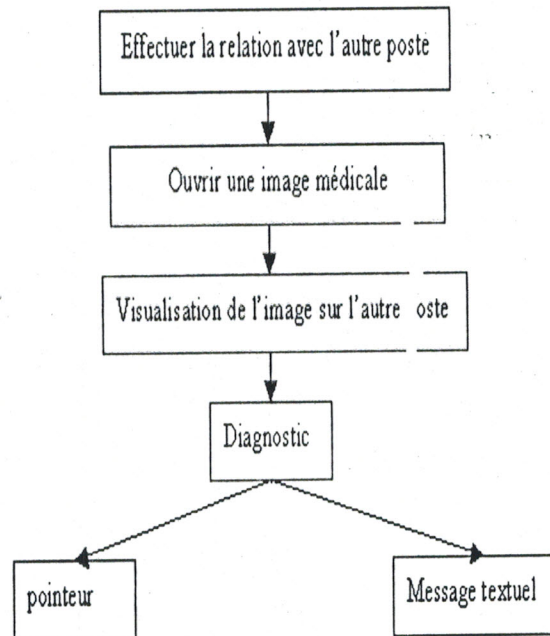 Effectuer la relation avec l'autre poste
Ouvrir une image médicale
Visualisation de l'image sur l'autre oste
Diagnostic
pointeur
Message textuel